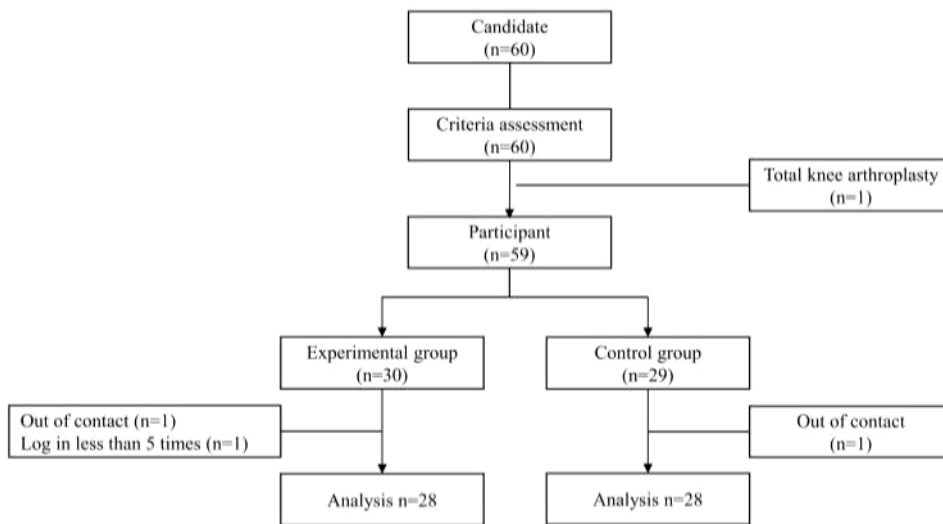 Candidate
(n=60)
Criteria assessment
(n=60)
Total knee arthroplasty
(n=1)
Participant
(n=59)
Experimental group
(n=30)
Control group
(n=29)
Out of contact (n=1)
Log in less than 5 times (n=1)
Out of contact
(n=1)
Analysis n=28
Analysis n=28